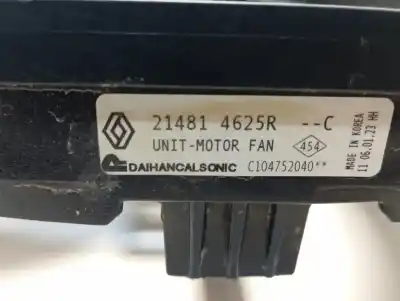 21481 4625R --C
UNIT-MOTOR FAN 454
DAIHANCALSONIC C104752040**
MADE IN KOREA
11 06.01.23 HH